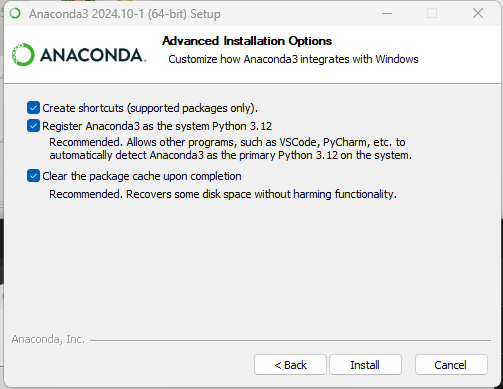 Anaconda3 2024.10-1 (64-bit) Setup
ANACONDA.
Advanced Installation Options
Customize how Anaconda3 integrates with Windows
Create shortcuts (supported packages only).
Register Anaconda3 as the system Python 3.12
Recommended. Allows other programs, such as VSCode, PyCharm, etc. to
automatically detect Anaconda3 as the primary Python 3.12 on the system.
Clear the package cache upon completion
Recommended. Recovers some disk space without harming functionality.
Anaconda, Inc.
< Back
Install
Cancel